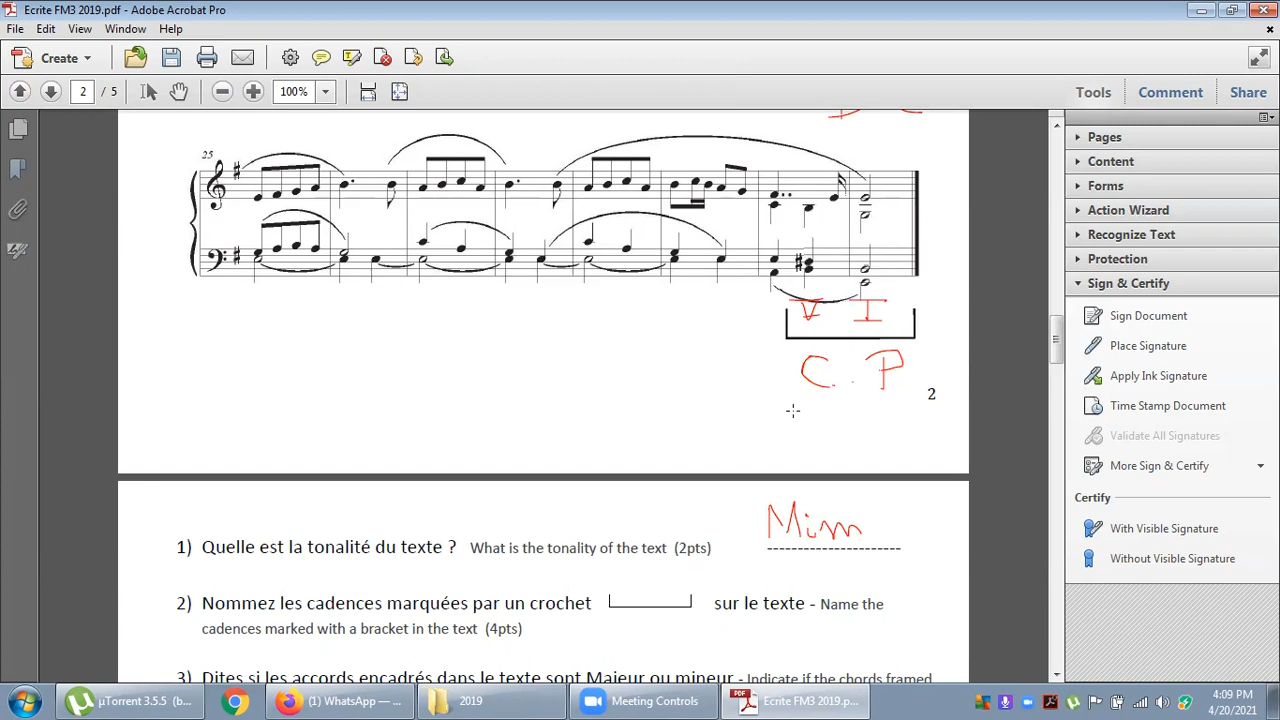 Ecrite FM3 2019.pdf - Adobe Acrobat Pro
File Edit View Window Help
Create
2 / 5 100% Tools Comment Share
Pages
Content
Forms
Action Wizard
Recognize Text
Protection
Sign & Certify
Sign Document
Place Signature
Apply Ink Signature
Time Stamp Document
Validate All Signatures
More Sign & Certify
Certify
With Visible Signature
Without Visible Signature
25
V I
C. P
2
Mim
1) Quelle est la tonalité du texte ? What is the tonality of the text (2pts) ----------------------
2) Nommez les cadences marquées par un crochet sur le texte - Name the
cadences marked with a bracket in the text (4pts)
3) Dites si les accords encadrés dans le texte sont Majeur ou mineur - Indicate if the chords framed
µTorrent 3.5.5 (b... (1) WhatsApp — ... 2019 Meeting Controls Ecrite FM3 2019.p...
4:09 PM
4/20/2021